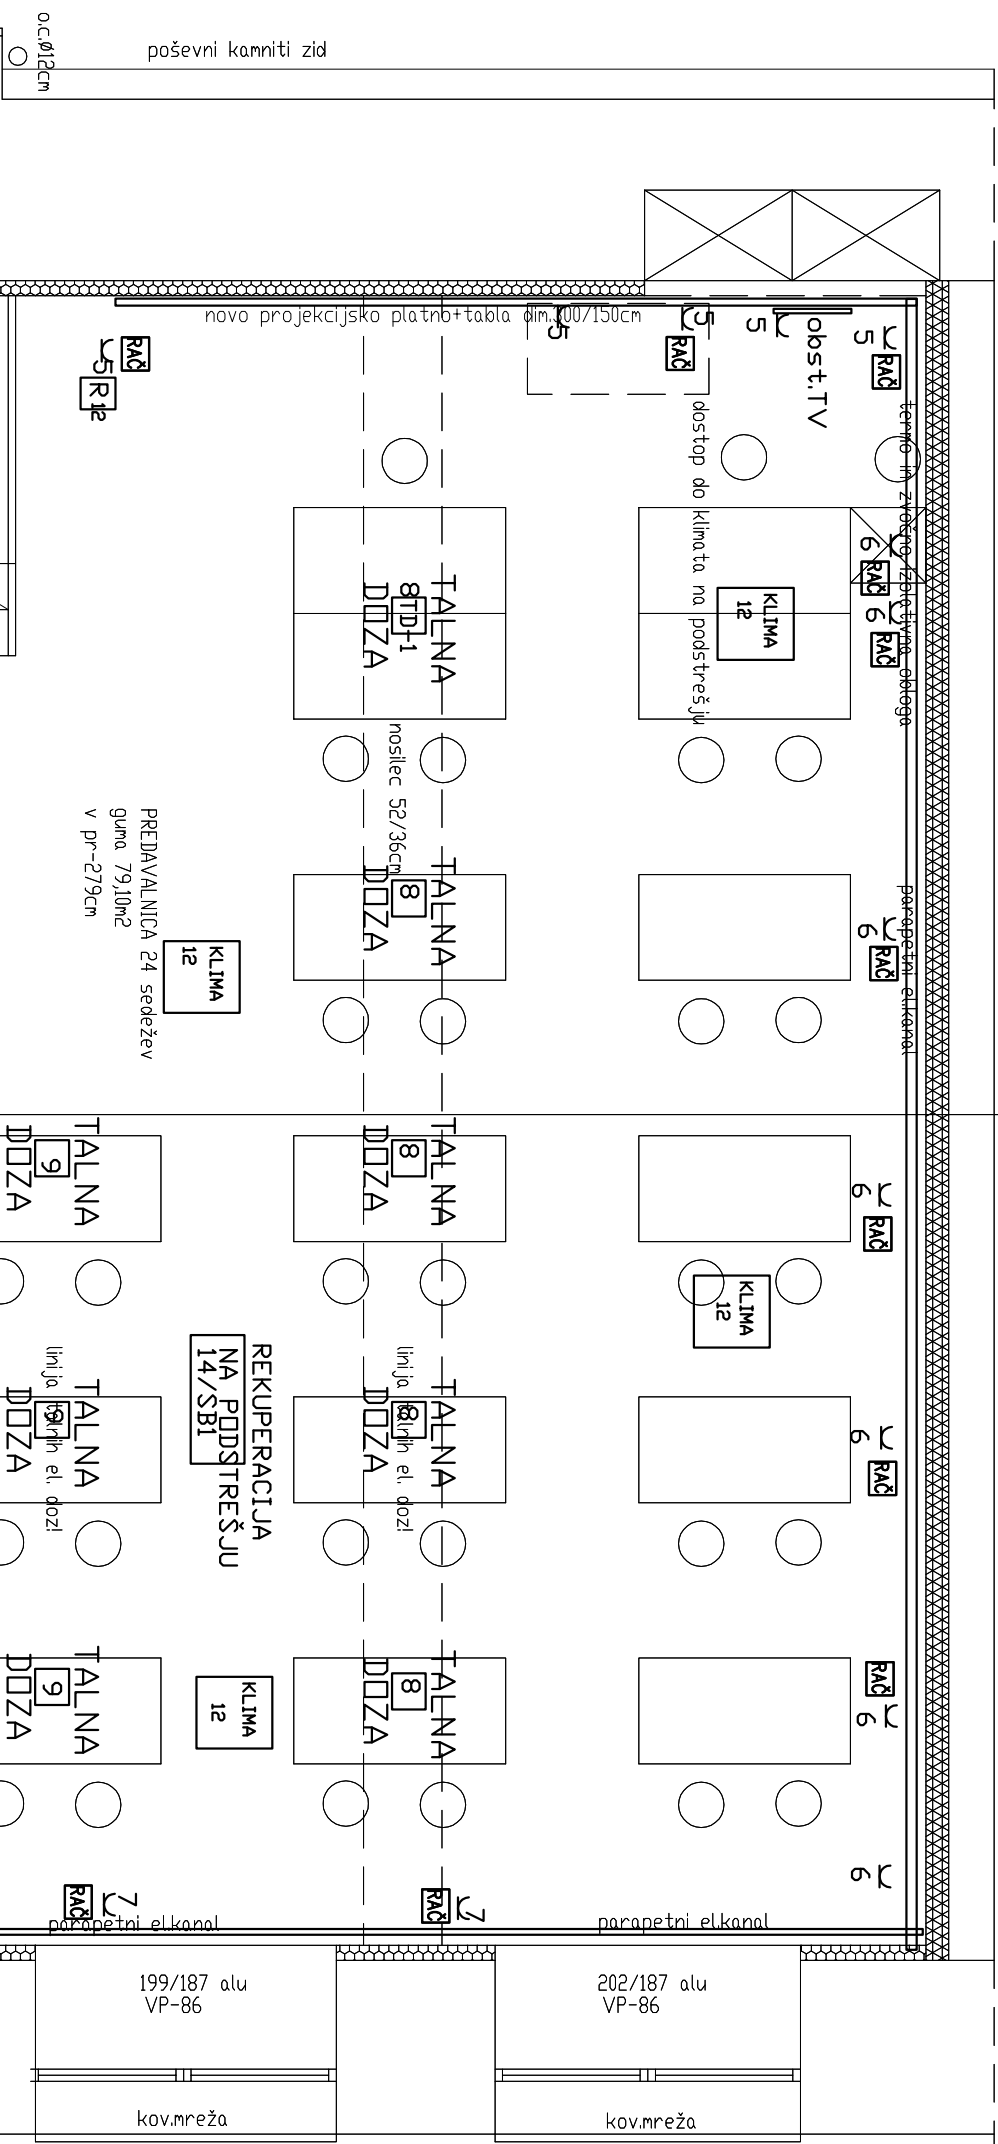 o.c.Ø12cm
poševni kamniti zid
novo projekcijsko platno+tabla dim.300/150cm
5
5
5
5
obst.TV
RAČ
RAČ
RAČ
5
R 12
dostop do klimata na podstrešju
termo in zvočno izolativna obloga
6
RAČ
6
RAČ
KLIMA
12
TALNA
DOZA
8
TD-1
nosilec 52/36cm
PREDAVALNICA 24 sedežev
guma 79,10m2
v pr-279cm
KLIMA
12
TALNA
DOZA
8
parapetni el.kanal
6
RAČ
TALNA
DOZA
9
TALNA
DOZA
8
6
RAČ
KLIMA
12
REKUPERACIJA
NA PODSTREŠJU
14/SB1
linija talnih el. doz!
TALNA
DOZA
9
linija talnih el. doz!
TALNA
DOZA
8
6
RAČ
TALNA
DOZA
9
KLIMA
12
TALNA
DOZA
8
RAČ
6
6
RAČ
7
RAČ
7
parapetni el.kanal
parapetni el.kanal
199/187 alu
VP-86
202/187 alu
VP-86
kov.mreža
kov.mreža